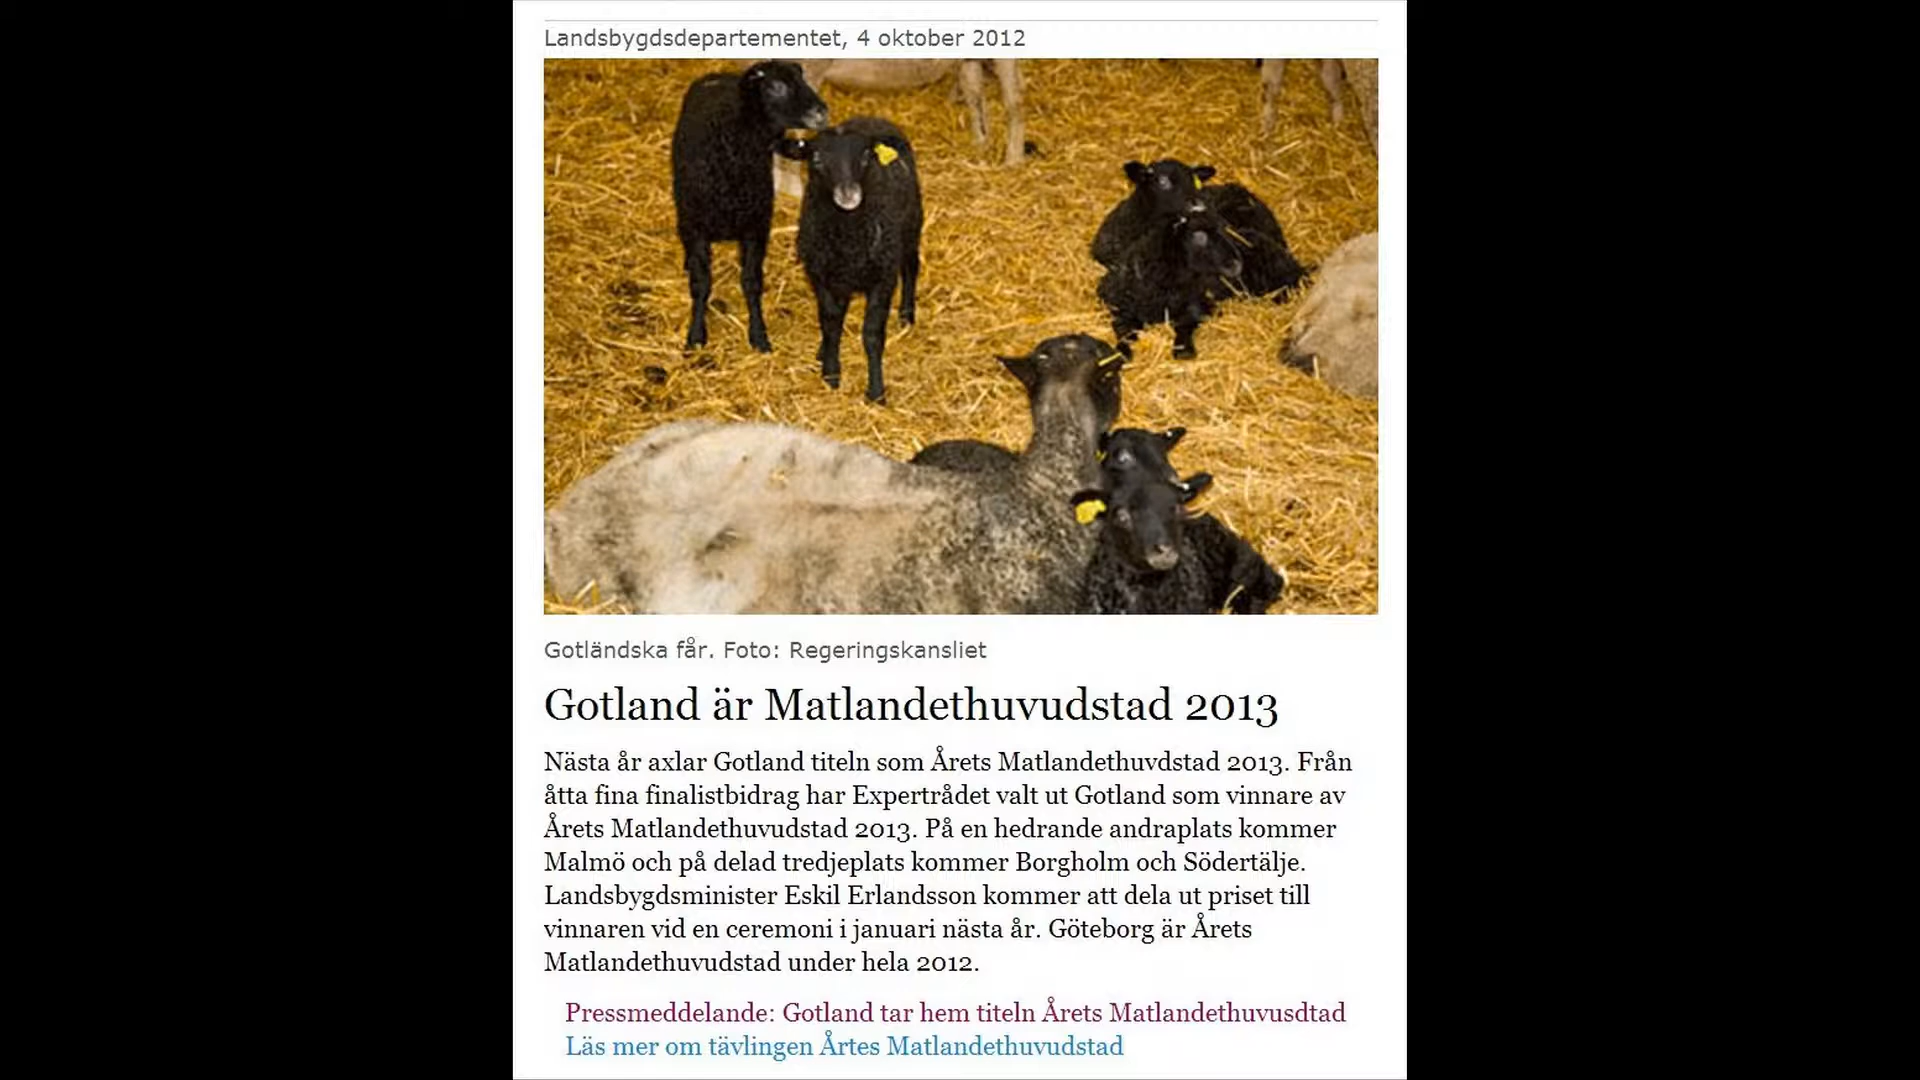 Landsbygdsdepartementet, 4 oktober 2012
Gotländska får. Foto: Regeringskansliet
Gotland är Matlandethuvudstad 2013
Nästa år axlar Gotland titeln som Årets Matlandethuvdstad 2013. Från
åtta fina finalistbidrag har Expertrådet valt ut Gotland som vinnare av
Årets Matlandethuvudstad 2013. På en hedrande andraplats kommer
Malmö och på delad tredjeplats kommer Borgholm och Södertälje.
Landsbygdsminister Eskil Erlandsson kommer att dela ut priset till
vinnaren vid en ceremoni i januari nästa år. Göteborg är Årets
Matlandethuvudstad under hela 2012.
Pressmeddelande: Gotland tar hem titeln Årets Matlandethuvusdtad
Läs mer om tävlingen Årtes Matlandethuvudstad